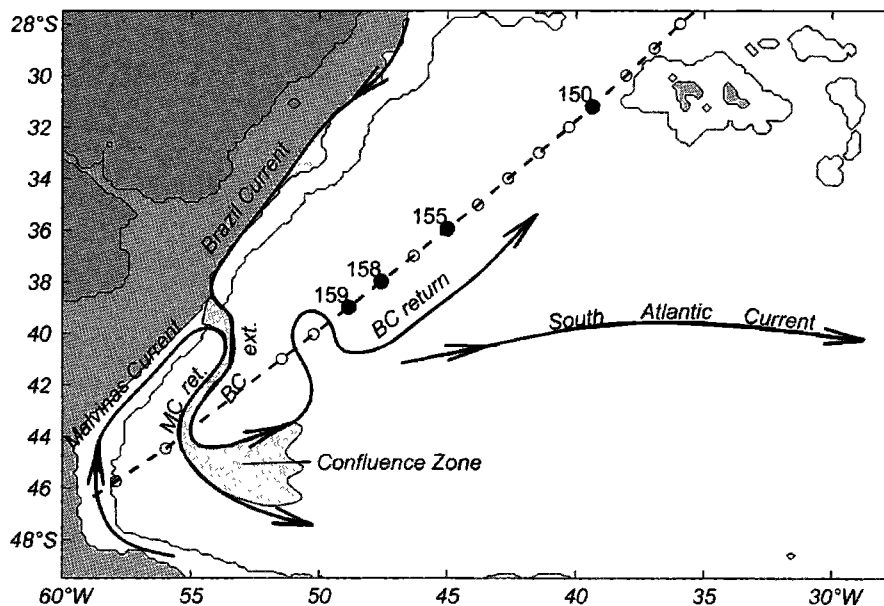 28°S
30
32
34
36
38
40
42
44
46
48°S
60°W
55
50
45
40
35
30°W
150
155
158
159
Brazil Current
Malvinas Current
MC ret.
BC ext.
BC return
South Atlantic Current
Confluence Zone